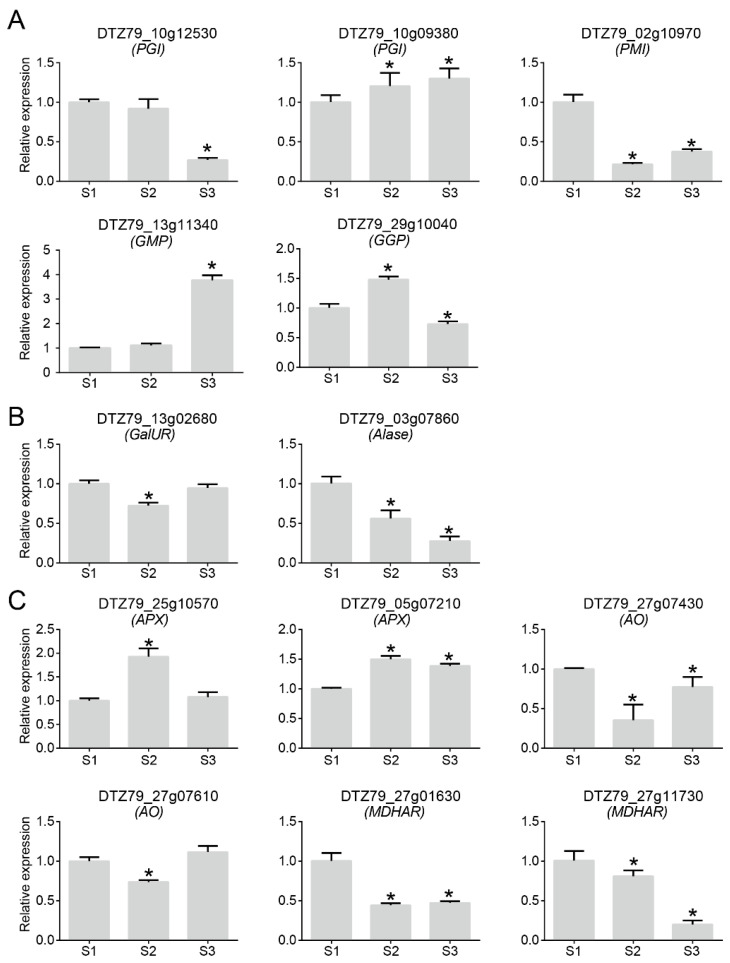 A
DTZ79_10g12530
(PGI)
Relative expression
1.5
1.0
0.5
0.0
*
S1 S2 S3
DTZ79_10g09380
(PGI)
1.5
1.0
0.5
0.0
* *
S1 S2 S3
DTZ79_02g10970
(PMI)
1.5
1.0
0.5
0.0
* *
S1 S2 S3
DTZ79_13g11340
(GMP)
Relative expression
5
4
3
2
1
0
*
S1 S2 S3
DTZ79_29g10040
(GGP)
2.0
1.5
1.0
0.5
0.0
* *
S1 S2 S3
B
DTZ79_13g02680
(GalUR)
Relative expression
1.5
1.0
0.5
0.0
*
S1 S2 S3
DTZ79_03g07860
(Alase)
1.5
1.0
0.5
0.0
* *
S1 S2 S3
C
DTZ79_25g10570
(APX)
Relative expression
2.5
2.0
1.5
1.0
0.5
0.0
*
S1 S2 S3
DTZ79_05g07210
(APX)
2.0
1.5
1.0
0.5
0.0
* *
S1 S2 S3
DTZ79_27g07430
(AO)
1.5
1.0
0.5
0.0
* *
S1 S2 S3
DTZ79_27g07610
(AO)
Relative expression
1.5
1.0
0.5
0.0
*
S1 S2 S3
DTZ79_27g01630
(MDHAR)
1.5
1.0
0.5
0.0
* *
S1 S2 S3
DTZ79_27g11730
(MDHAR)
1.5
1.0
0.5
0.0
* *
S1 S2 S3